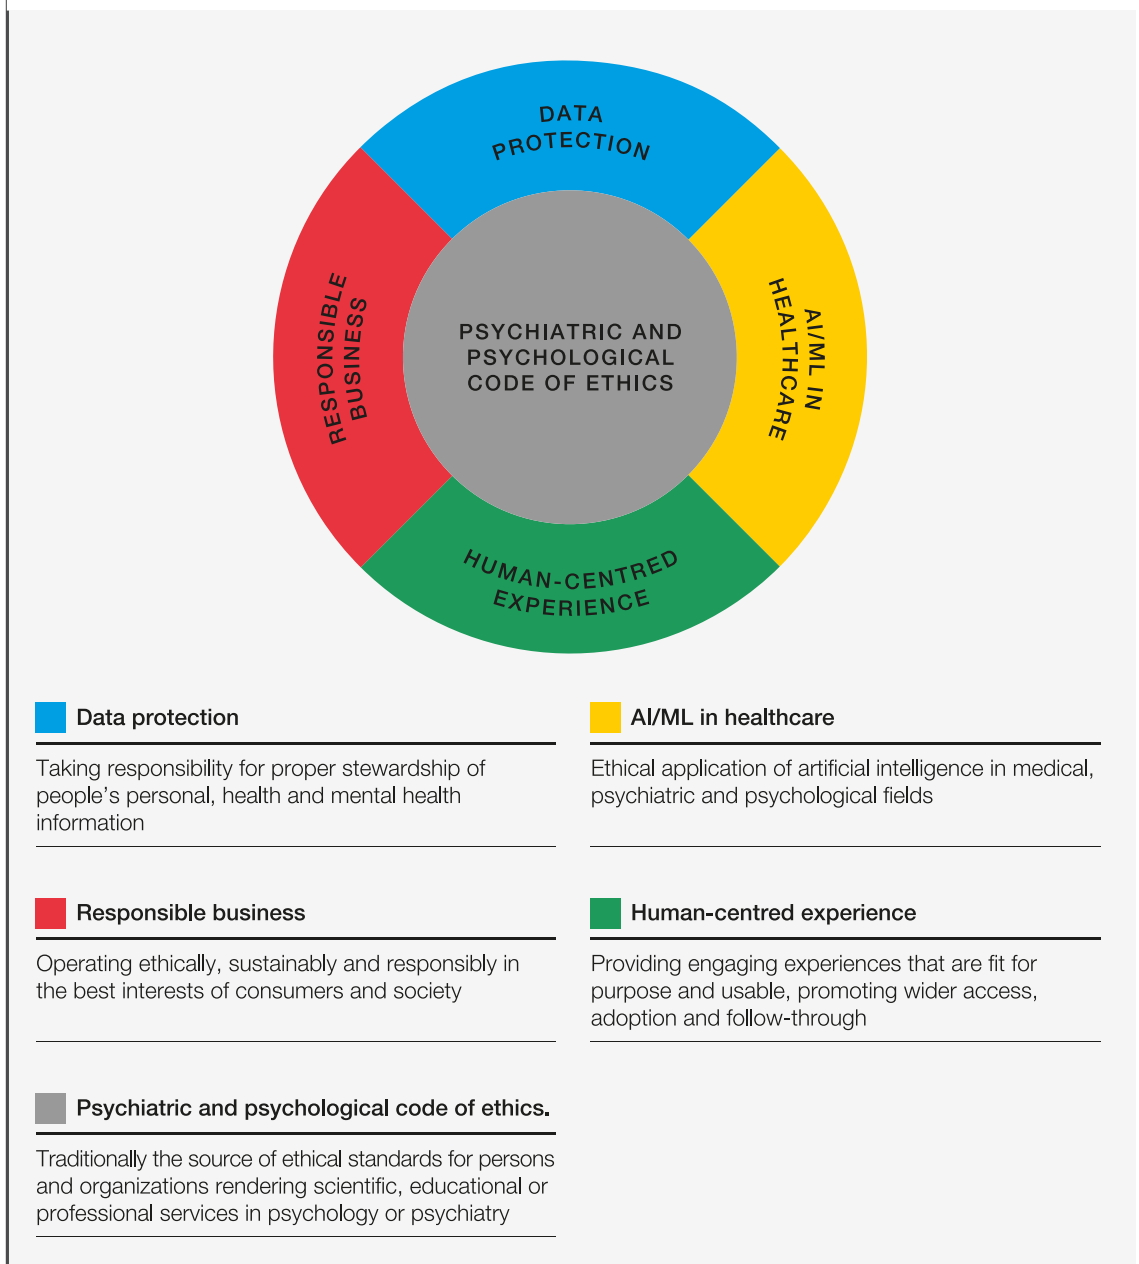 DATA
PROTECTION
RESPONSIBLE
BUSINESS
PSYCHIATRIC AND
PSYCHOLOGICAL
CODE OF ETHICS
AI/ML IN
HEALTHCARE
HUMAN-CENTRED
EXPERIENCE
Data protection
Taking responsibility for proper stewardship of
people’s personal, health and mental health
information
AI/ML in healthcare
Ethical application of artificial intelligence in medical,
psychiatric and psychological fields
Responsible business
Operating ethically, sustainably and responsibly in
the best interests of consumers and society
Human-centred experience
Providing engaging experiences that are fit for
purpose and usable, promoting wider access,
adoption and follow-through
Psychiatric and psychological code of ethics.
Traditionally the source of ethical standards for persons
and organizations rendering scientific, educational or
professional services in psychology or psychiatry